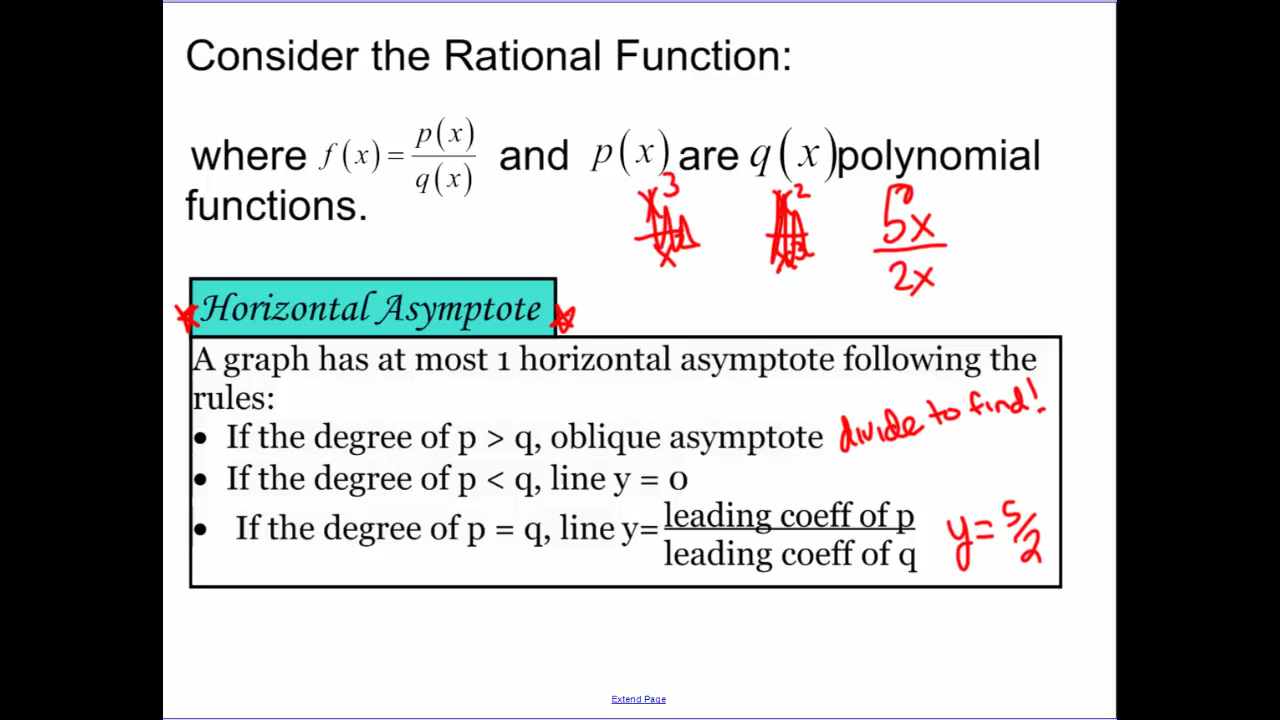 Consider the Rational Function:
where f(x) = p(x)/q(x) and p(x) are q(x) polynomial
functions.
x³ x² 5x/2x
Horizontal Asymptote
A graph has at most 1 horizontal asymptote following the
rules:
• If the degree of p > q, oblique asymptote divide to find!
• If the degree of p < q, line y = 0
• If the degree of p = q, line y= leading coeff of p
leading coeff of q
y = 5/2
Extend Page